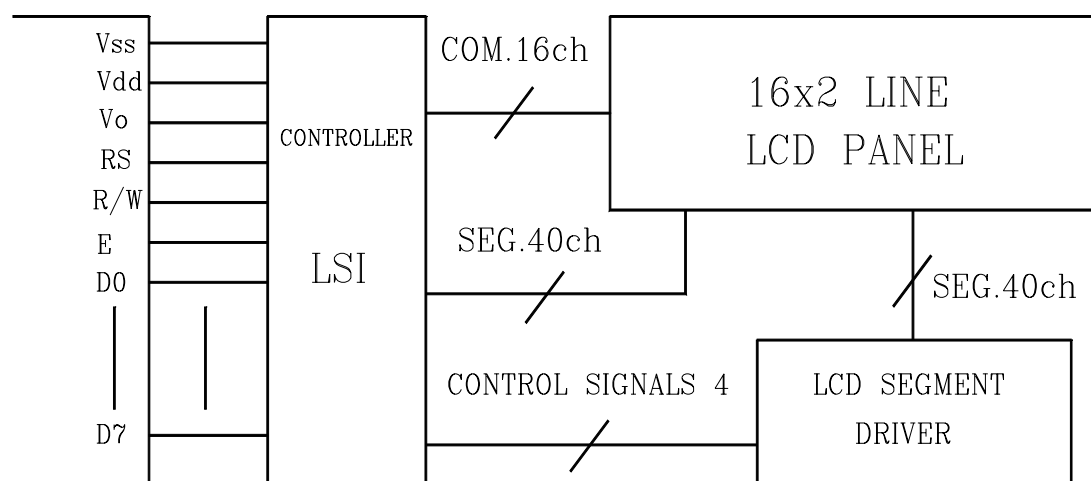 Vss
Vdd
Vo
RS
R/W
E
D0
D7
CONTROLLER
LSI
COM.16ch
SEG.40ch
CONTROL SIGNALS 4
16x2 LINE
LCD PANEL
SEG.40ch
LCD SEGMENT
DRIVER